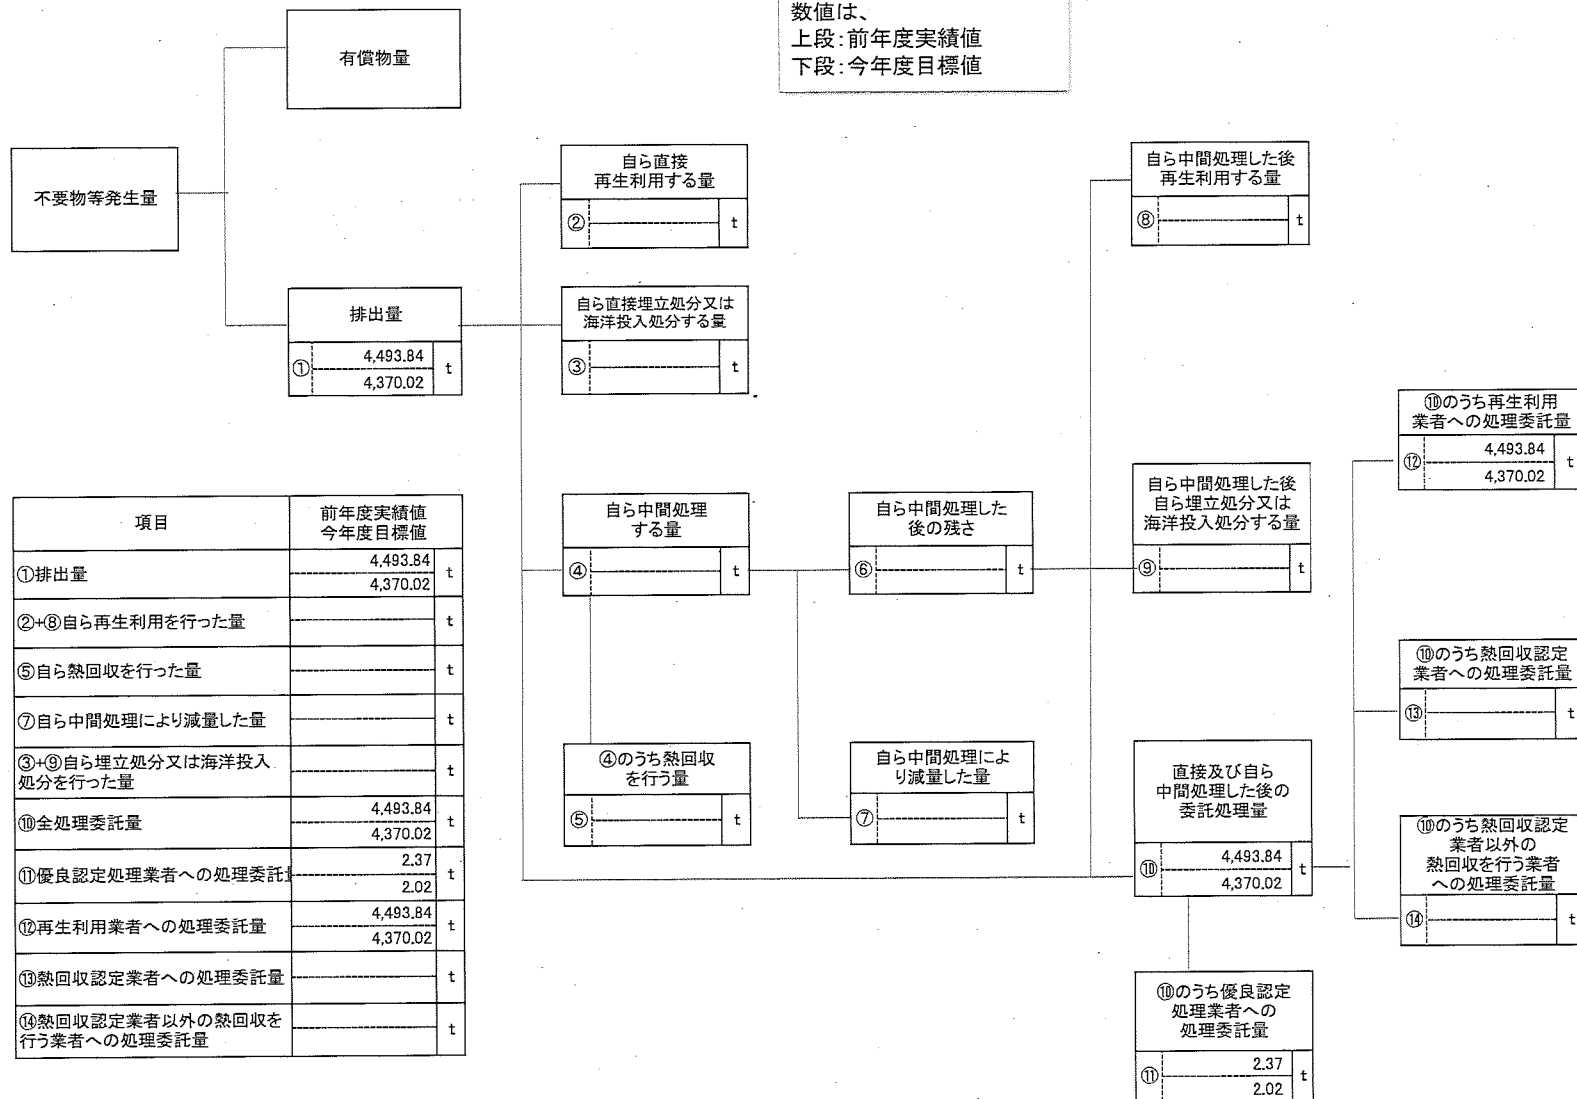 数値は、
上段:前年度実績値
下段:今年度目標値
有償物量
不要物等発生量
排出量
① 4,493.84 t
4,370.02
自ら直接
再生利用する量
② t
自ら直接埋立処分又は
海洋投入処分する量
③ t
自ら中間処理した後
再生利用する量
⑧ t
自ら中間処理
する量
④ t
自ら中間処理した
後の残さ
⑥ t
自ら中間処理した後
自ら埋立処分又は
海洋投入処分する量
⑨ t
④のうち熱回収
を行う量
⑤ t
自ら中間処理によ
り減量した量
⑦ t
直接及び自ら
中間処理した後の
委託処理量
⑩ 4,493.84 t
4,370.02
⑩のうち優良認定
処理業者への
処理委託量
⑪ 2.37 t
2.02
⑩のうち再生利用
業者への処理委託量
⑫ 4,493.84 t
4,370.02
⑩のうち熱回収認定
業者への処理委託量
⑬ t
⑩のうち熱回収認定
業者以外の
熱回収を行う業者
への処理委託量
⑭ t
項目 前年度実績値
今年度目標値
①排出量 4,493.84 t
4,370.02
②+⑧自ら再生利用を行った量 t
⑤自ら熱回収を行った量 t
⑦自ら中間処理により減量した量 t
③+⑨自ら埋立処分又は海洋投入
処分を行った量 t
⑩全処理委託量 4,493.84 t
4,370.02
⑪優良認定処理業者への処理委託 2.37 t
2.02
⑫再生利用業者への処理委託量 4,493.84 t
4,370.02
⑬熱回収認定業者への処理委託量 t
⑭熱回収認定業者以外の熱回収を
行う業者への処理委託量 t